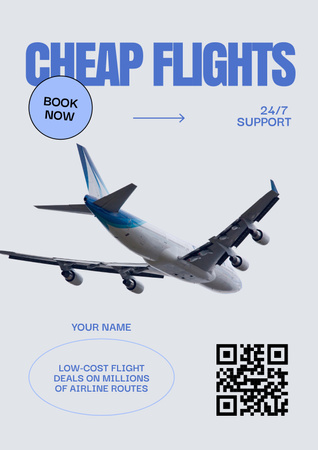 CHEAP FLIGHTS
BOOK
NOW
24/7
SUPPORT
YOUR NAME
LOW-COST FLIGHT
DEALS ON MILLIONS
OF AIRLINE ROUTES